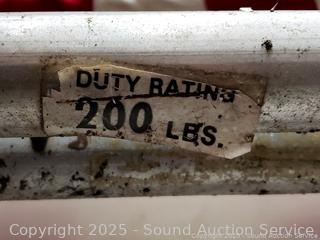 DUTY RATING
200 LBS.
Copyright 2025 - Sound Auction Service